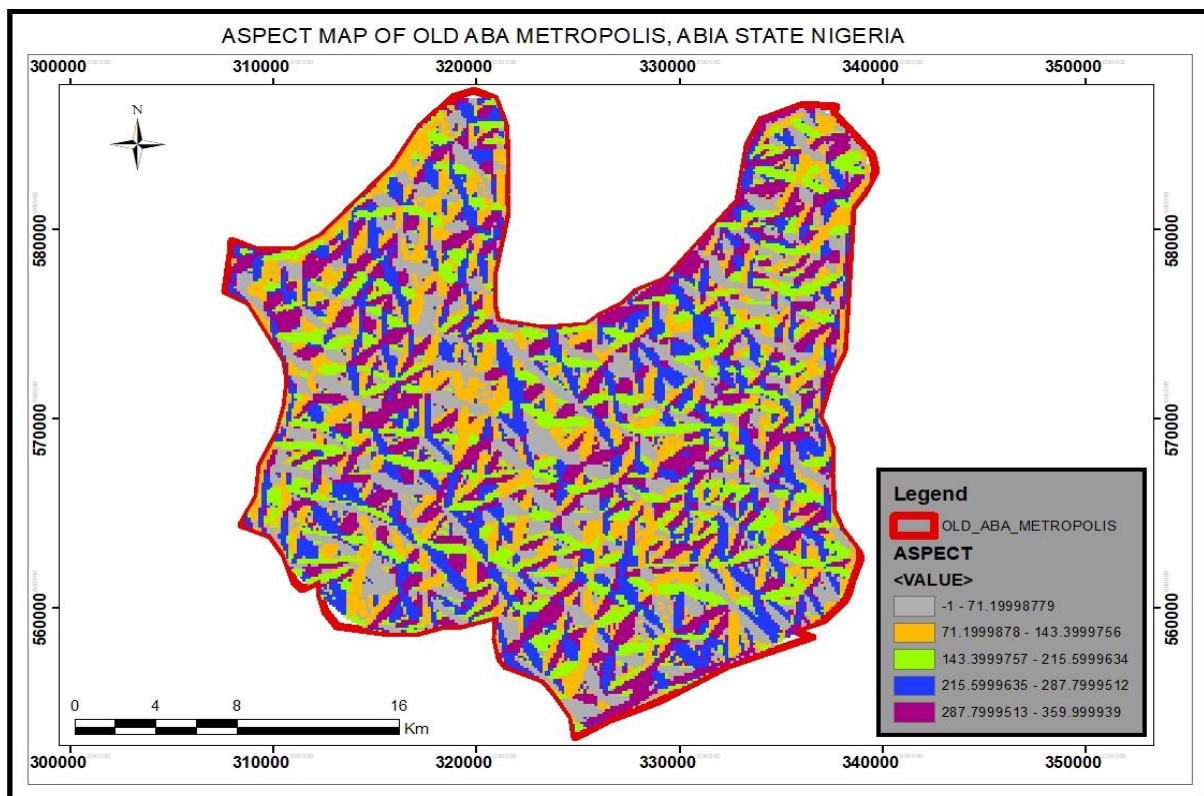 ASPECT MAP OF OLD ABA METROPOLIS, ABIA STATE NIGERIA
300000 310000 320000 330000 340000 350000
N
580000 580000
570000 570000
560000 560000
Legend
OLD_ABA_METROPOLIS
ASPECT
<VALUE>
-1 - 71.19998779
71.1999878 - 143.3999756
143.3999757 - 215.5999634
215.5999635 - 287.7999512
287.7999513 - 359.999939
0 4 8 16
Km
300000 310000 320000 330000 340000 350000